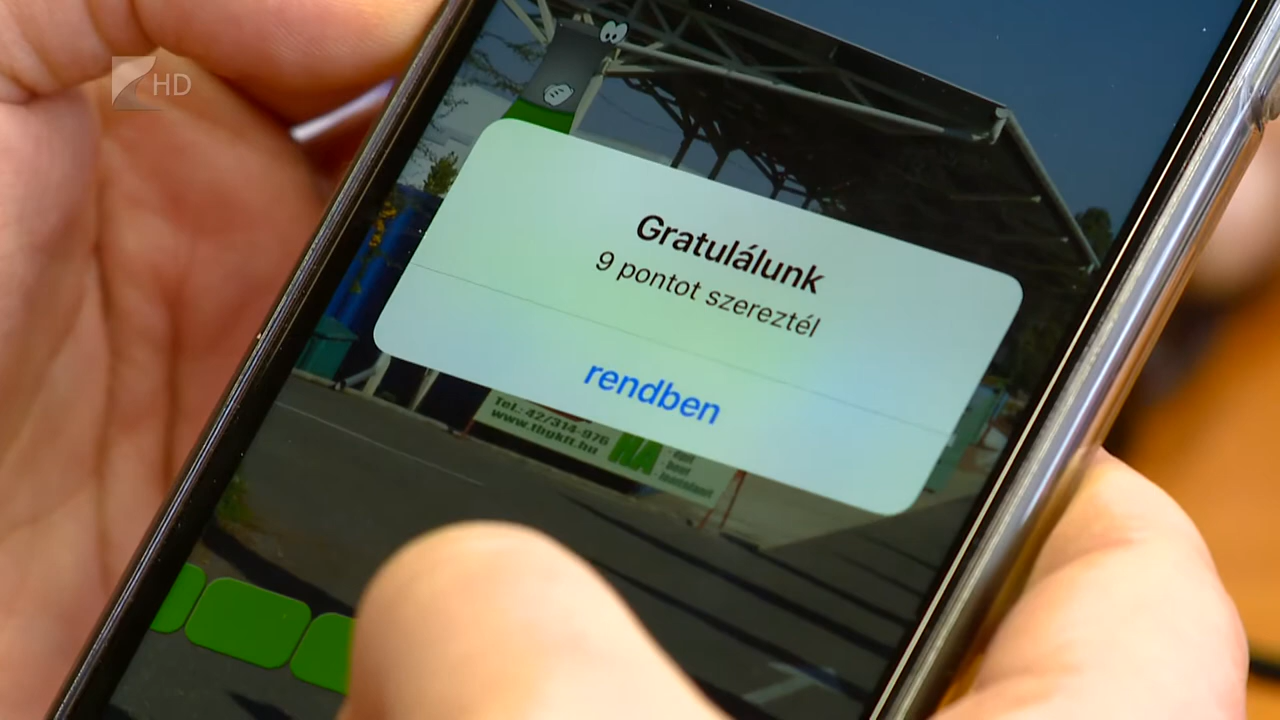 HD
Gratulálunk
9 pontot szereztél
rendben
Tel.: 42/314-976
www.thgkft.hu